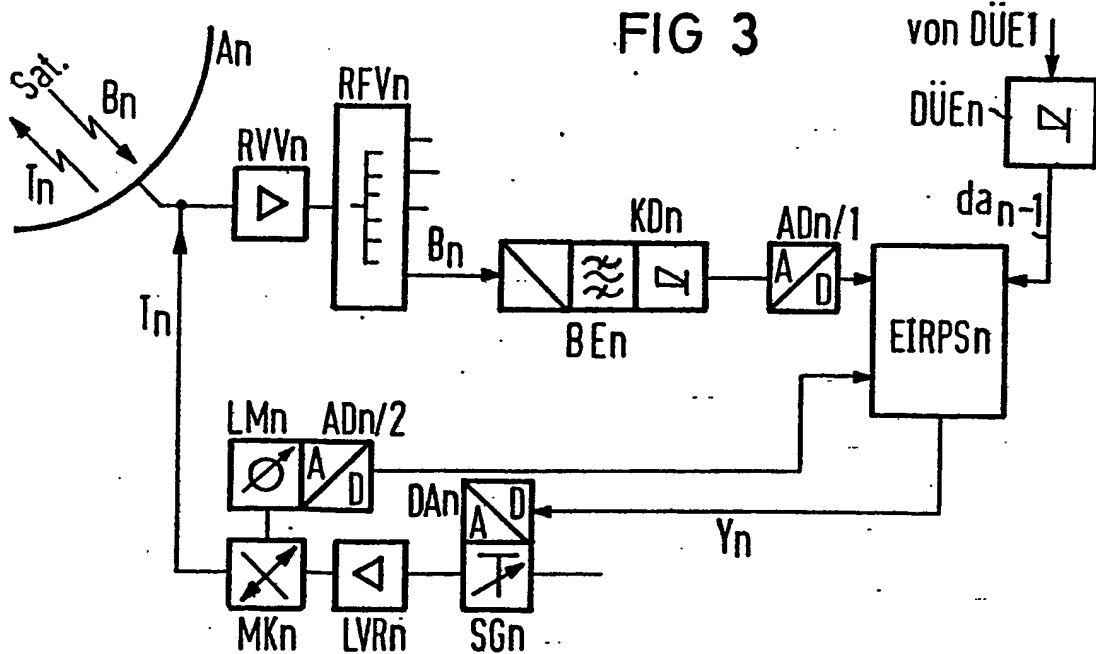 FIG 3
von DÜE1
An
Sat.
Bn
RFVn
DÜEn
RVVn
Tn
da n-1
KDn
ADn/1
Bn
A
D
Tn
BEn
EIRPSn
LMn
ADn/2
A
D
DAn
D
A
Yn
MKn
LVRn
SGn